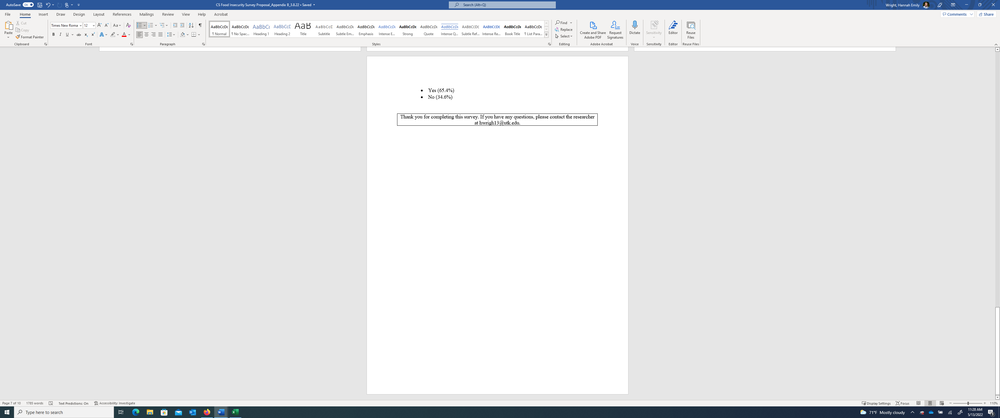 AutoSave On CS Food Insecurity Survey Proposal_Appendix B_3.8.22 • Saved Search (Alt+Q) Wright, Hannah Emily
File Home Insert Draw Design Layout References Mailings Review View Help Acrobat Comments Share
Paste Cut
Copy
Format Painter
Clipboard
Times New Roma 12 Aa
B I U ab x₂ x² A A
Font
Paragraph
AaBbCcDc AaBbCcDc AaBbCc AaBbCcD AaB AaBbCcD AaBbCcDc AaBbCcDc AaBbCcDc AaBbCcDc AaBbCcDc AaBbCcDc AABBCCDD AABBCCDD AaBbCcDc AaBbCcDc
¶ Normal ¶ No Spac... Heading 1 Heading 2 Title Subtitle Subtle Em... Emphasis Intense E... Strong Quote Intense Q... Subtle Ref... Intense Re... Book Title ¶ List Para...
Styles
Find
Replace
Select
Editing
Create and Share
Adobe PDF
Request
Signatures
Adobe Acrobat
Dictate
Voice
Sensitivity
Sensitivity
Editor
Editor
Reuse
Files
Reuse Files
• Yes (65.4%)
• No (34.6%)
Thank you for completing this survey. If you have any questions, please contact the researcher
at hwrigh13@utk.edu.
Page 7 of 10 1785 words Text Predictions: On Accessibility: Investigate Display Settings Focus 110%
Type here to search 71°F Mostly cloudy 11:28 AM
5/13/2022 3